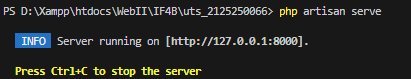 PS D:\Xampp\htdocs\WebII\IF4B\uts_2125250066> php artisan serve
INFO Server running on [http://127.0.0.1:8000].
Press Ctrl+C to stop the server